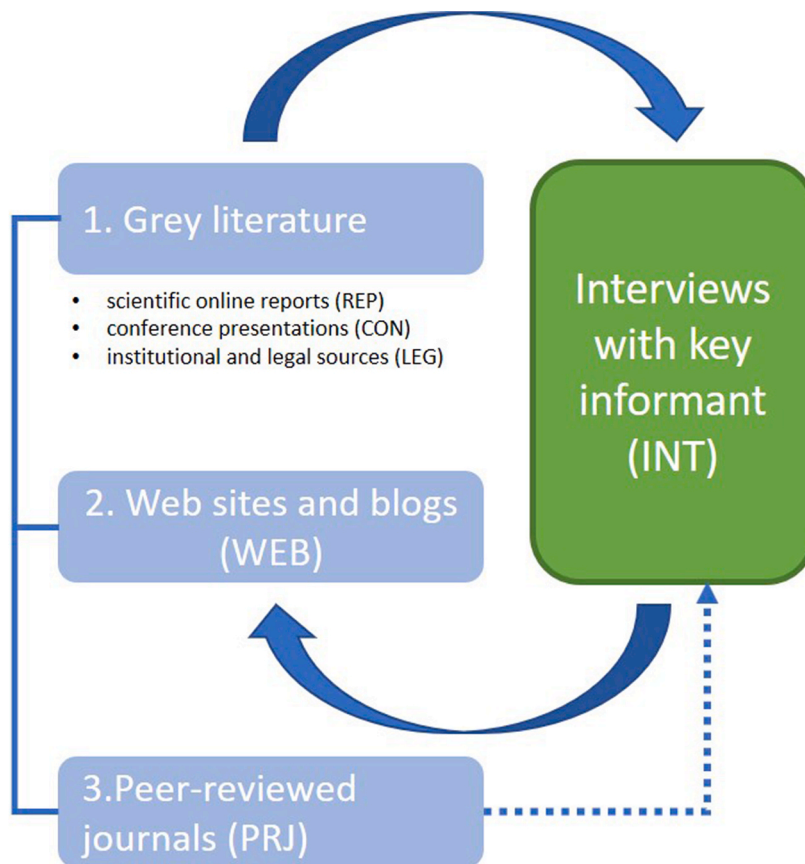 1. Grey literature
• scientific online reports (REP)
• conference presentations (CON)
• institutional and legal sources (LEG)
Interviews
with key
informant
(INT)
2. Web sites and blogs
(WEB)
3.Peer-reviewed
journals (PRJ)